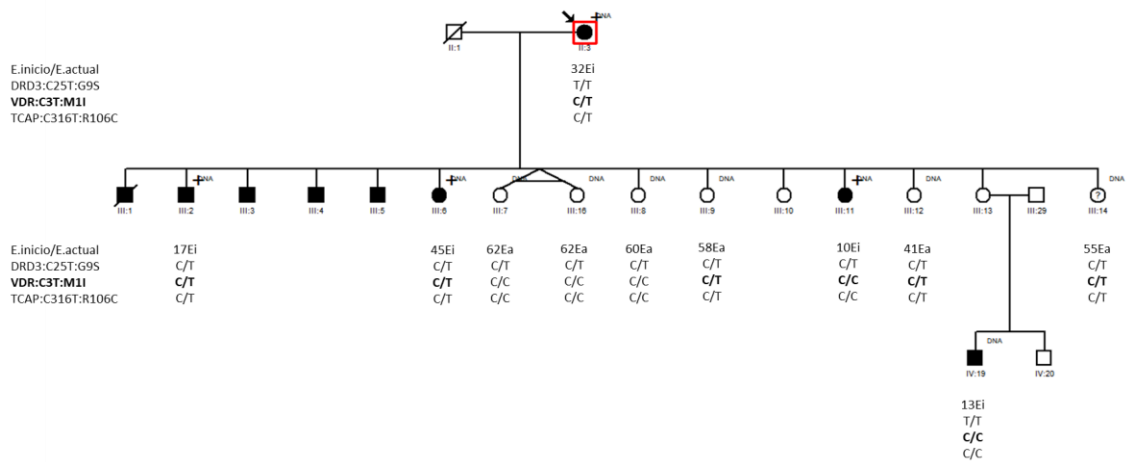 DNA
II:1 II:3
E.inicio/E.actual 32Ei
DRD3:C25T:G9S T/T
VDR:C3T:M1I C/T
TCAP:C316T:R106C C/T
DNA DNA DNA DNA DNA DNA DNA DNA DNA
III:1 III:2 III:3 III:4 III:5 III:6 III:7 III:16 III:8 III:9 III:10 III:11 III:12 III:13 III:29 ? III:14
E.inicio/E.actual 17Ei 45Ei 62Ea 62Ea 60Ea 58Ea 10Ei 41Ea 55Ea
DRD3:C25T:G9S C/T C/T C/T C/T C/T C/T C/T C/T C/T
VDR:C3T:M1I C/T C/T C/C C/C C/C C/T C/C C/T C/T
TCAP:C316T:R106C C/T C/T C/T C/T C/T C/T C/C C/T C/T
DNA
IV:19 IV:20
13Ei
T/T
C/C
C/C